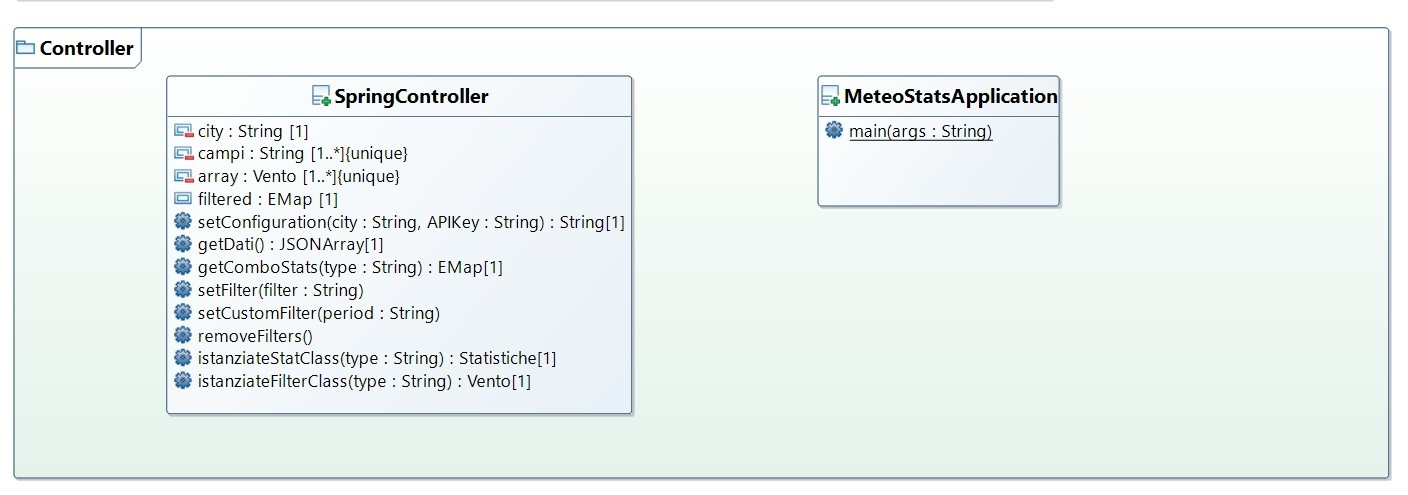 Controller
SpringController
city : String [1]
campi : String [1..*]{unique}
array : Vento [1..*]{unique}
filtered : EMap [1]
setConfiguration(city : String, APIKey : String) : String[1]
getDati() : JSONArray[1]
getComboStats(type : String) : EMap[1]
setFilter(filter : String)
setCustomFilter(period : String)
removeFilters()
istanziateStatClass(type : String) : Statistiche[1]
istanziateFilterClass(type : String) : Vento[1]
MeteoStatsApplication
main(args : String)